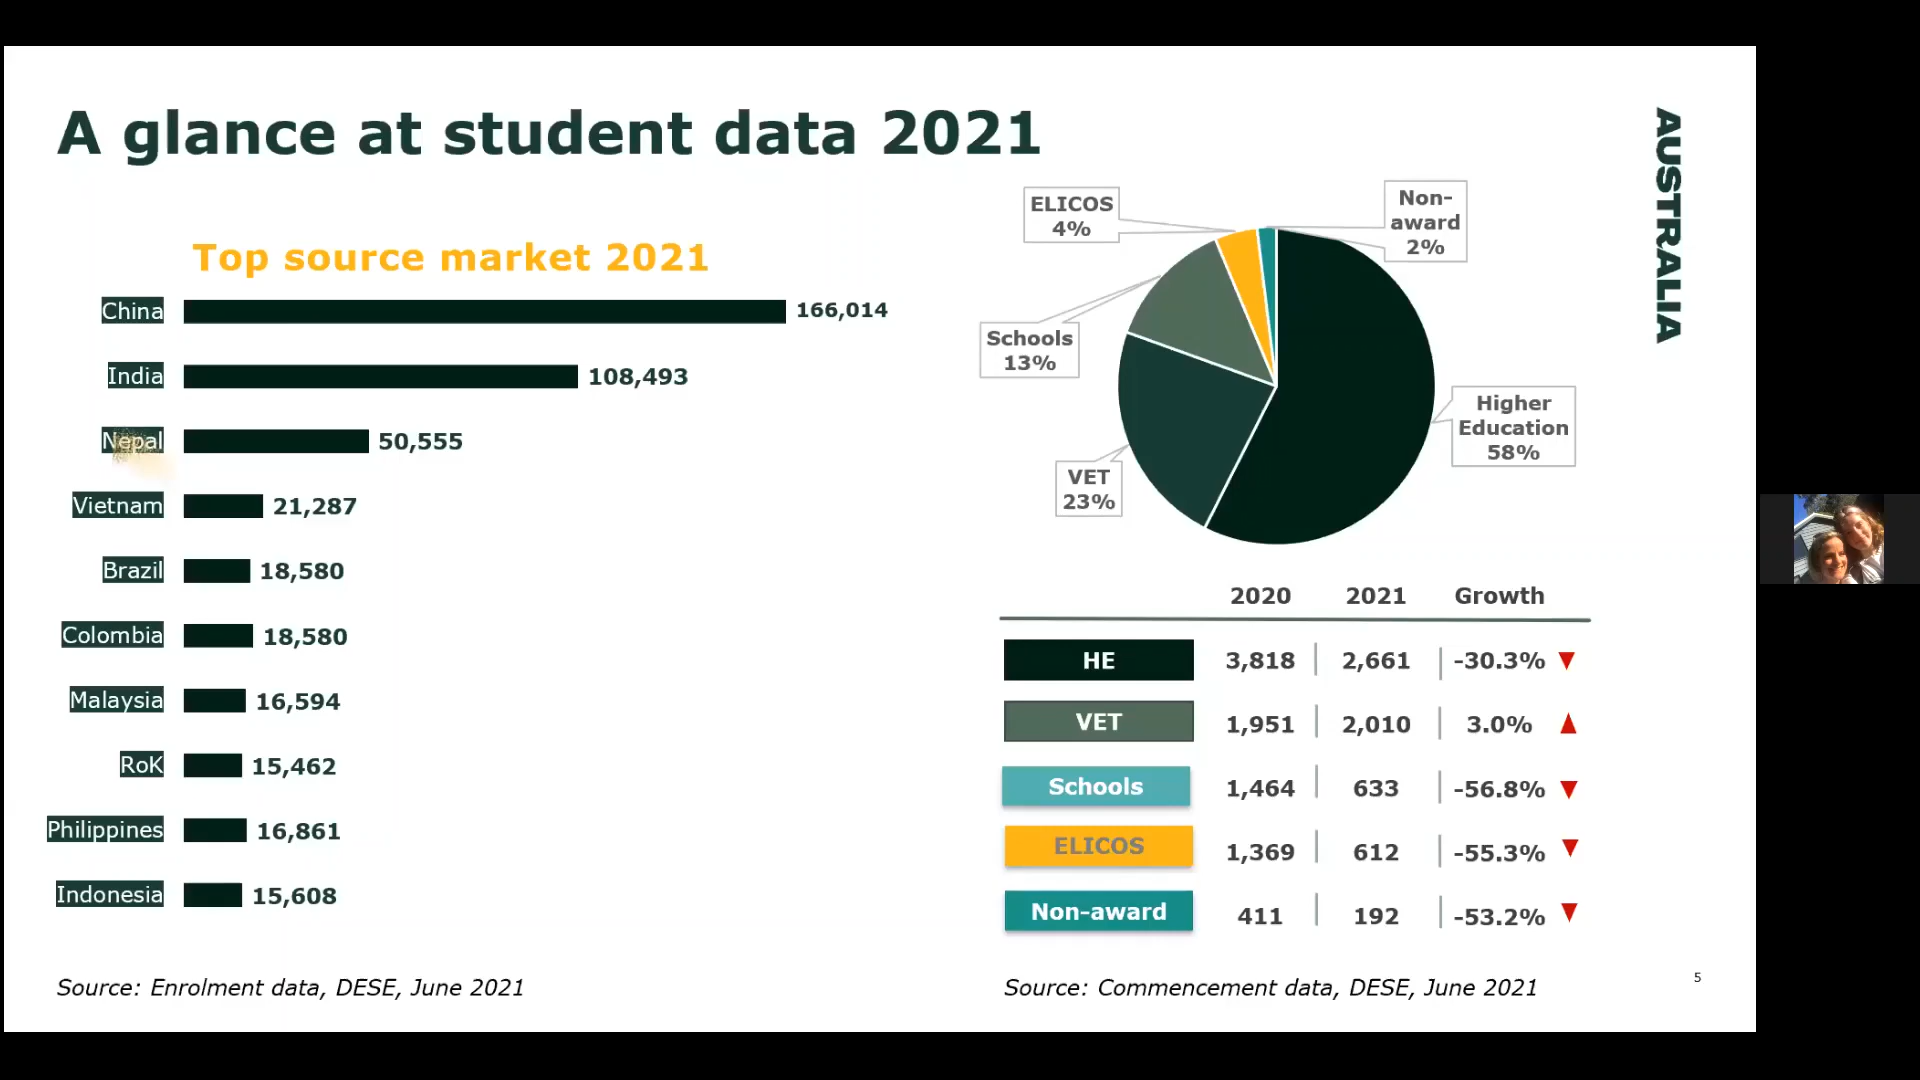 A glance at student data 2021
AUSTRALIA
Top source market 2021
China 166,014
India 108,493
Nepal 50,555
Vietnam 21,287
Brazil 18,580
Colombia 18,580
Malaysia 16,594
RoK 15,462
Philippines 16,861
Indonesia 15,608
Source: Enrolment data, DESE, June 2021
ELICOS
4%
Non-
award
2%
Schools
13%
Higher
Education
58%
VET
23%
2020 2021 Growth
HE 3,818 2,661 -30.3%
VET 1,951 2,010 3.0%
Schools 1,464 633 -56.8%
ELICOS 1,369 612 -55.3%
Non-award 411 192 -53.2%
Source: Commencement data, DESE, June 2021
5